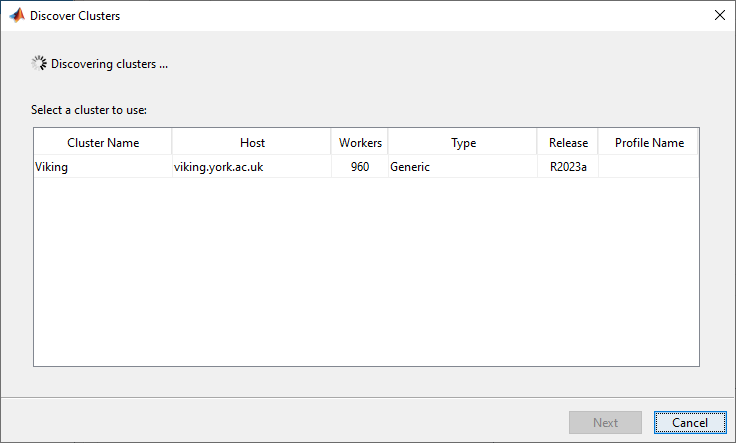 Discover Clusters
Discovering clusters ...
Select a cluster to use:
Cluster Name Host Workers Type Release Profile Name
Viking viking.york.ac.uk 960 Generic R2023a
Next Cancel